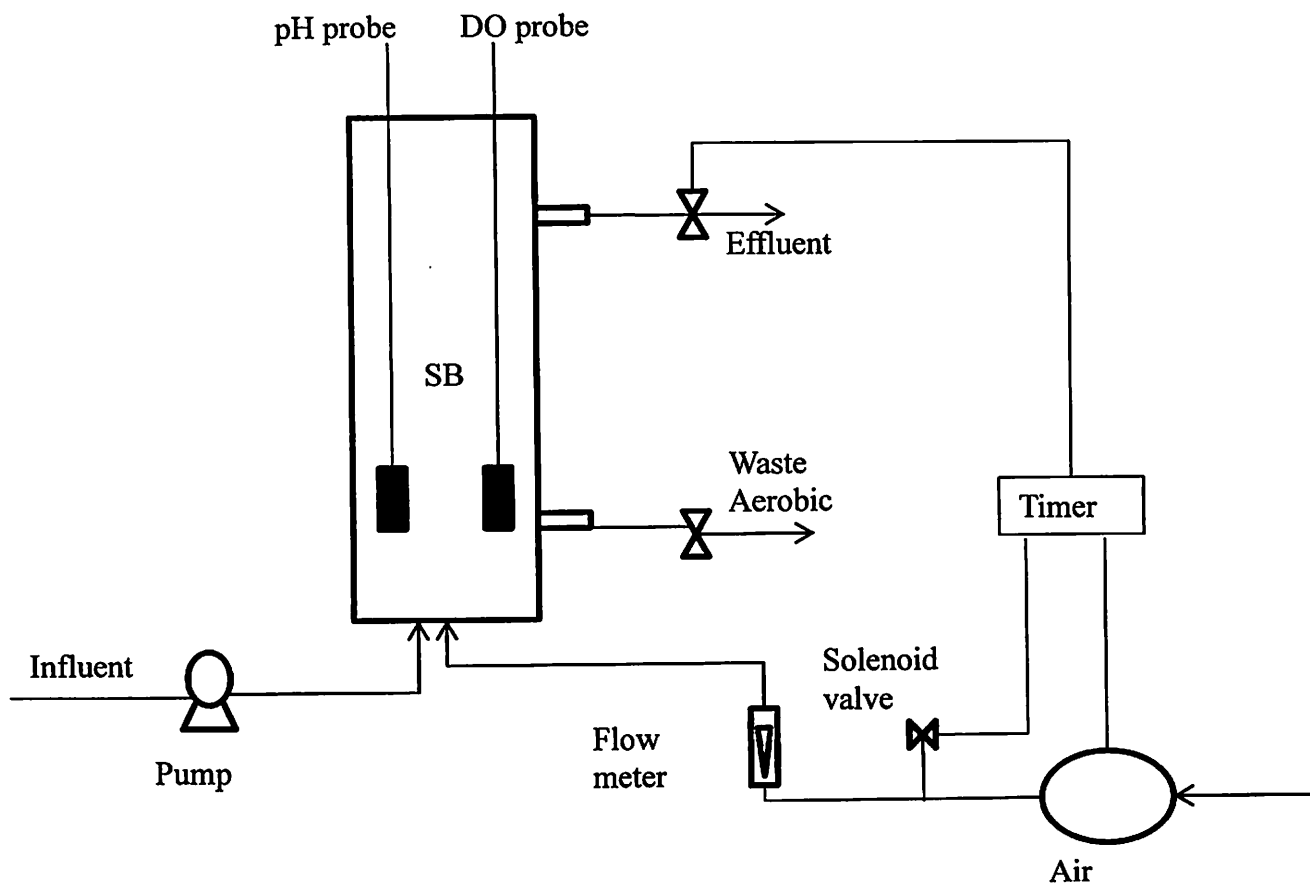 pH probe
DO probe
Effluent
SB
Waste
Aerobic
Timer
Influent
Solenoid
valve
Flow
meter
Pump
Air